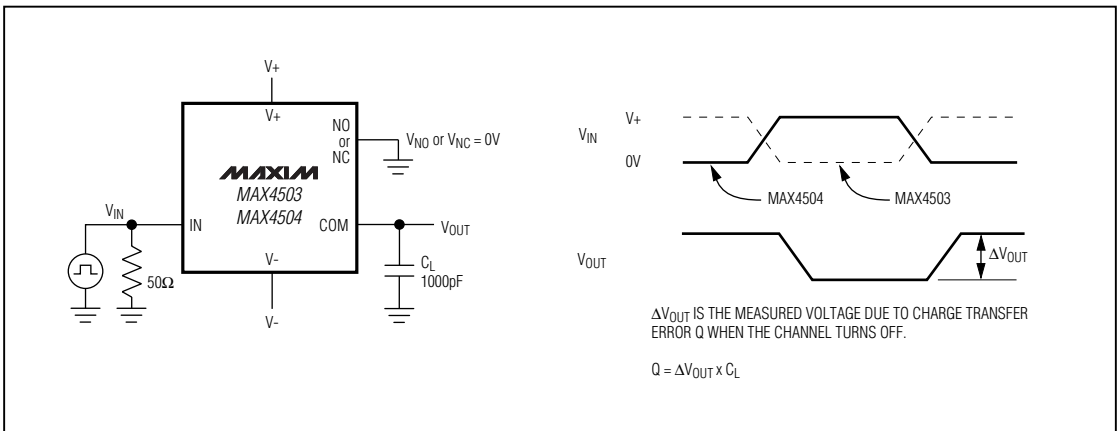 V+
V+
NO
or
NC
V_NO or V_NC = 0V
MAXIM
MAX4503
MAX4504
V_IN
IN
COM
V_OUT
50Ω
V-
V-
C_L
1000pF
V_IN
V+
0V
MAX4504
MAX4503
V_OUT
ΔV_OUT
ΔV_OUT IS THE MEASURED VOLTAGE DUE TO CHARGE TRANSFER
ERROR Q WHEN THE CHANNEL TURNS OFF.
Q = ΔV_OUT x C_L